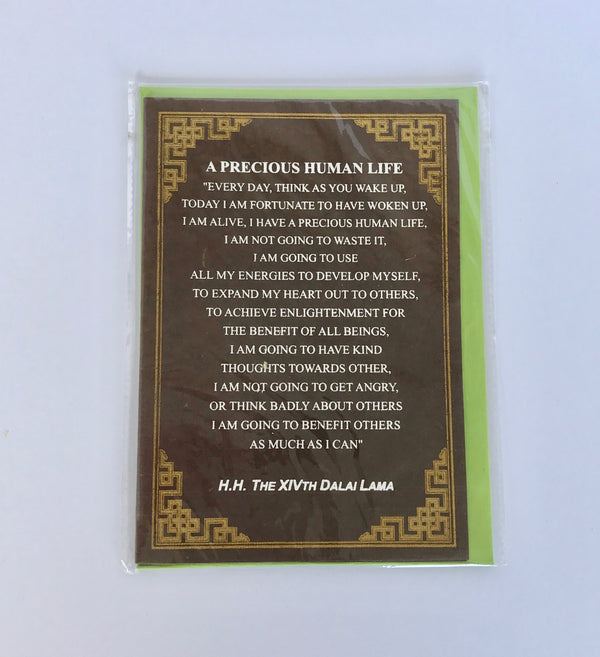 A PRECIOUS HUMAN LIFE
"EVERY DAY, THINK AS YOU WAKE UP,
TODAY I AM FORTUNATE TO HAVE WOKEN UP,
I AM ALIVE, I HAVE A PRECIOUS HUMAN LIFE,
I AM NOT GOING TO WASTE IT,
I AM GOING TO USE
ALL MY ENERGIES TO DEVELOP MYSELF,
TO EXPAND MY HEART OUT TO OTHERS,
TO ACHIEVE ENLIGHTENMENT FOR
THE BENEFIT OF ALL BEINGS,
I AM GOING TO HAVE KIND
THOUGHTS TOWARDS OTHER,
I AM NOT GOING TO GET ANGRY,
OR THINK BADLY ABOUT OTHERS
I AM GOING TO BENEFIT OTHERS
AS MUCH AS I CAN"
H.H. THE XIVTH DALAI LAMA